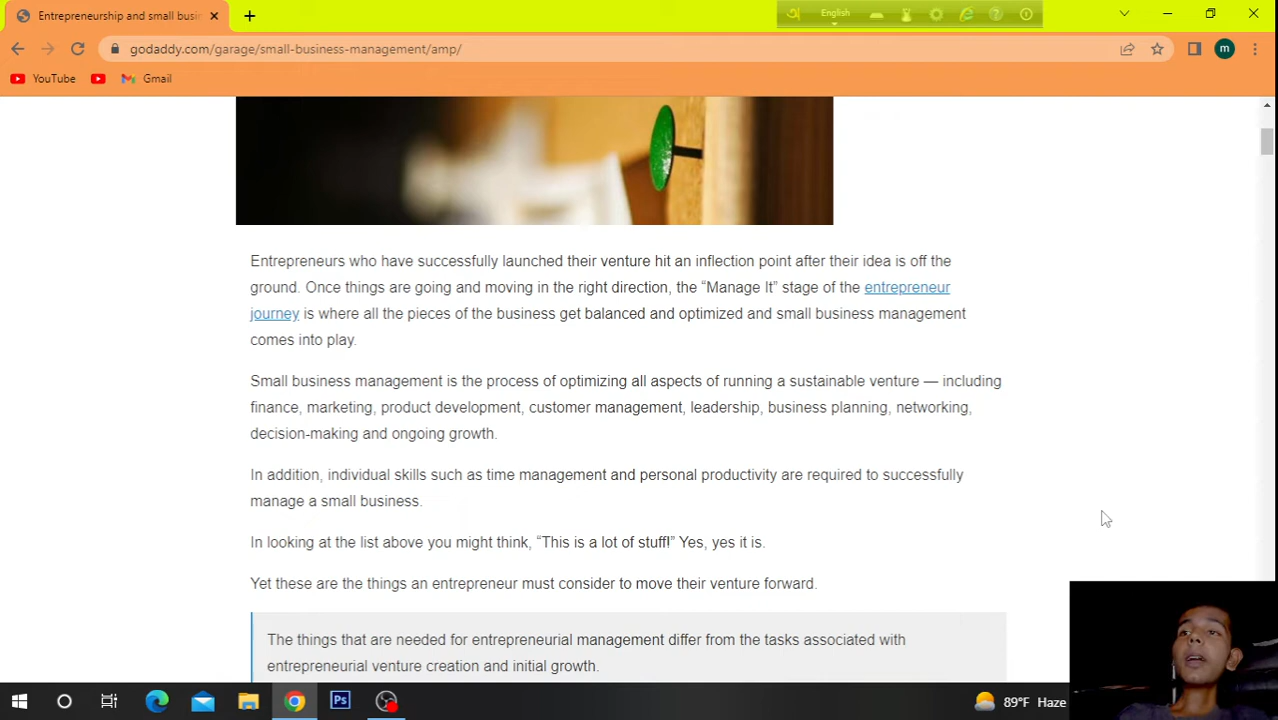 Entrepreneurship and small busin
English
godaddy.com/garage/small-business-management/amp/
m
YouTube
Gmail
Entrepreneurs who have successfully launched their venture hit an inflection point after their idea is off the
ground. Once things are going and moving in the right direction, the “Manage It” stage of the entrepreneur
journey is where all the pieces of the business get balanced and optimized and small business management
comes into play.
Small business management is the process of optimizing all aspects of running a sustainable venture — including
finance, marketing, product development, customer management, leadership, business planning, networking,
decision-making and ongoing growth.
In addition, individual skills such as time management and personal productivity are required to successfully
manage a small business.
In looking at the list above you might think, “This is a lot of stuff!” Yes, yes it is.
Yet these are the things an entrepreneur must consider to move their venture forward.
The things that are needed for entrepreneurial management differ from the tasks associated with
entrepreneurial venture creation and initial growth.
Ps
89°F Haze